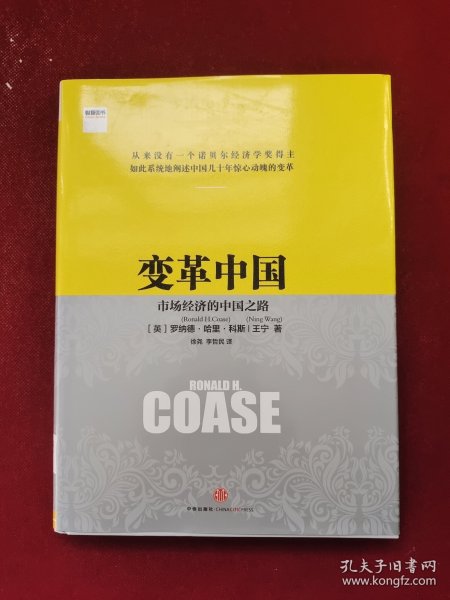 从来没有一个诺贝尔经济学奖得主
如此系统地阐述中国几十年惊心动魄的变革
变革中国
市场经济的中国之路
(Ronald H.Coase) (Ning Wang)
[英] 罗纳德·哈里·科斯 | 王宁 著
徐尧 李哲民 译
RONALD H.
COASE
中信出版社·CHINA CITIC PRESS
孔夫子旧书网
www.kongfz.com